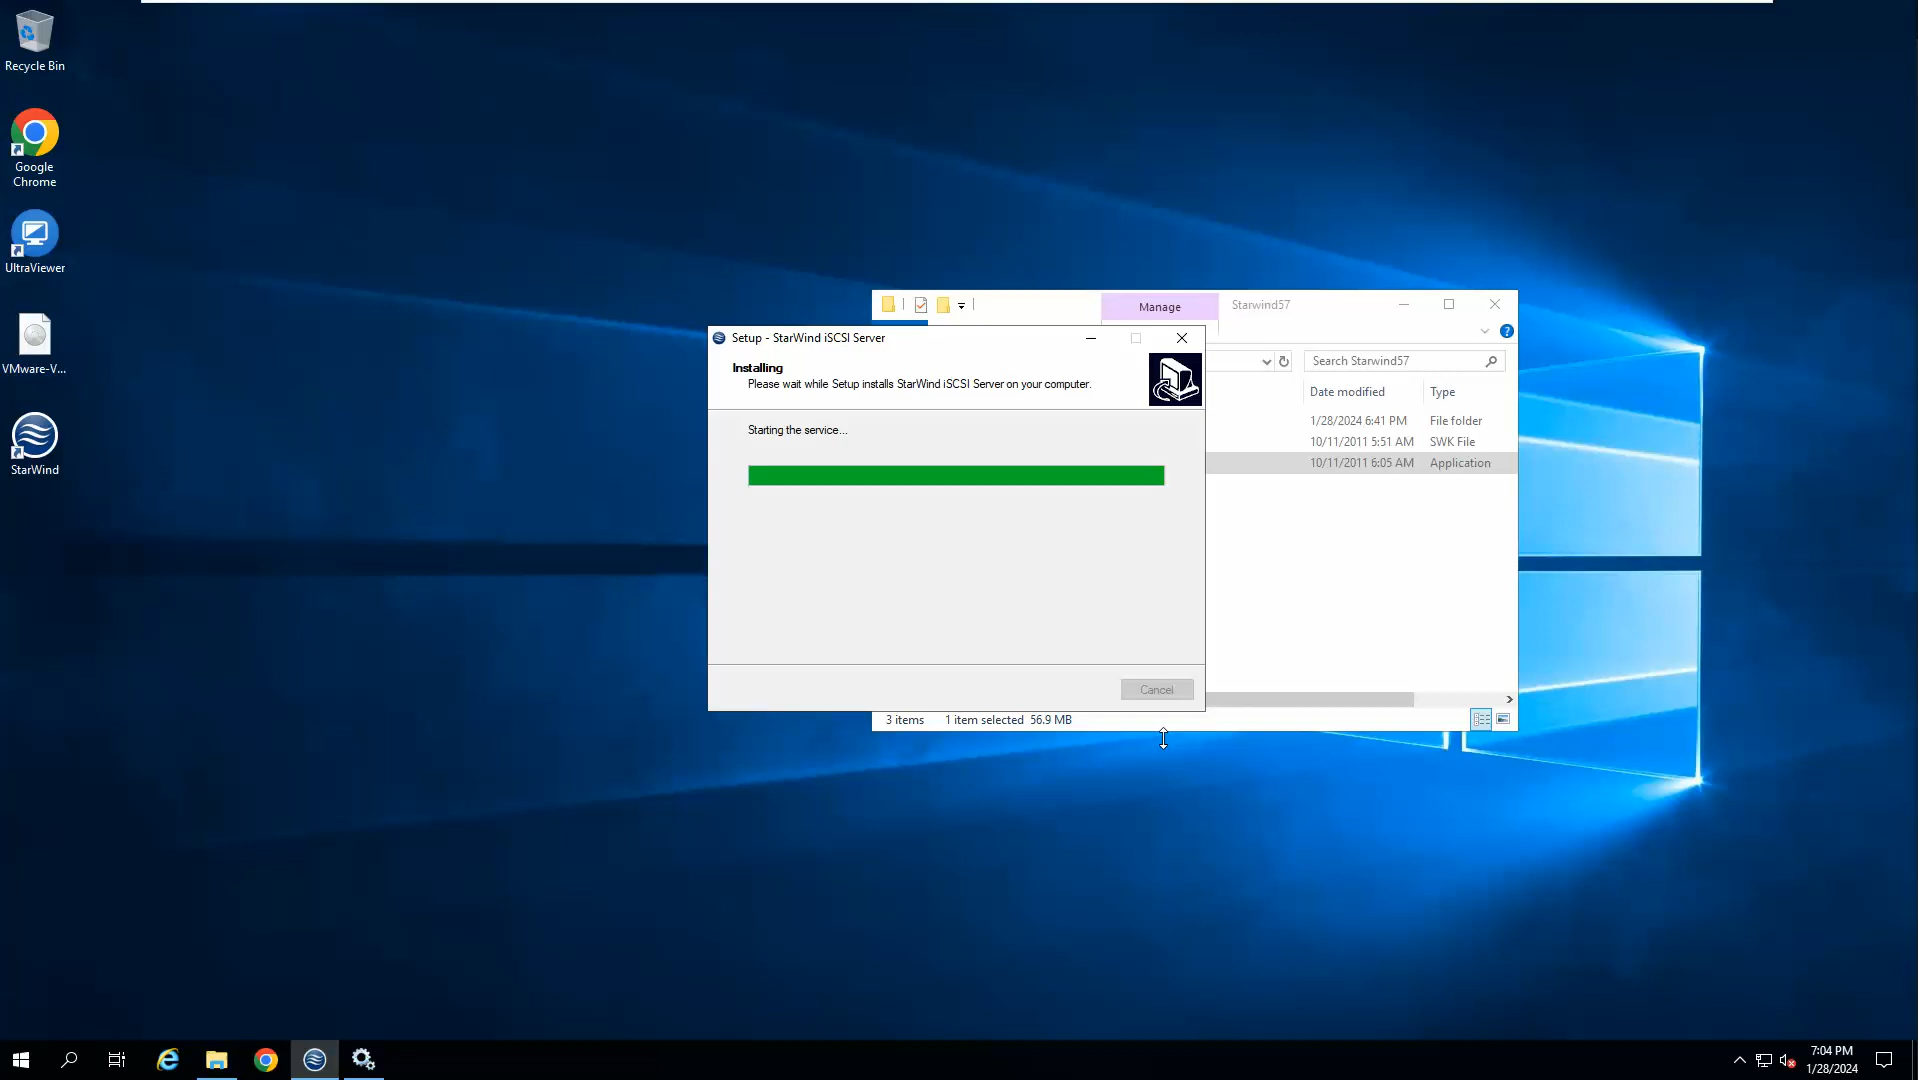 Recycle Bin
Google
Chrome
UltraViewer
VMware-V...
StarWind
Manage
Starwind57
Search Starwind57
Date modified
Type
1/28/2024 6:41 PM
File folder
10/11/2011 5:51 AM
SWK File
10/11/2011 6:05 AM
Application
3 items
1 item selected 56.9 MB
Setup - StarWind iSCSI Server
Installing
Please wait while Setup installs StarWind iSCSI Server on your computer.
Starting the service...
Cancel
7:04 PM
1/28/2024